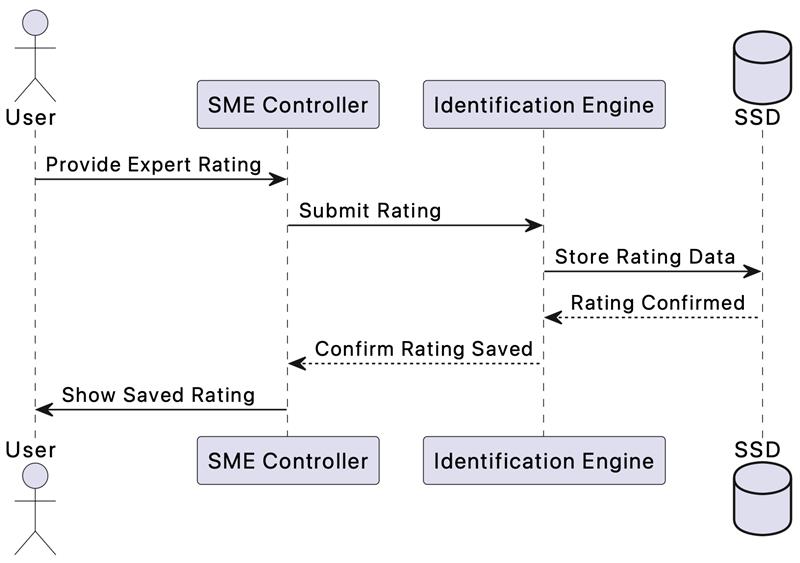 User
SME Controller
Identification Engine
SSD
Provide Expert Rating
Submit Rating
Store Rating Data
Rating Confirmed
Confirm Rating Saved
Show Saved Rating
User
SME Controller
Identification Engine
SSD